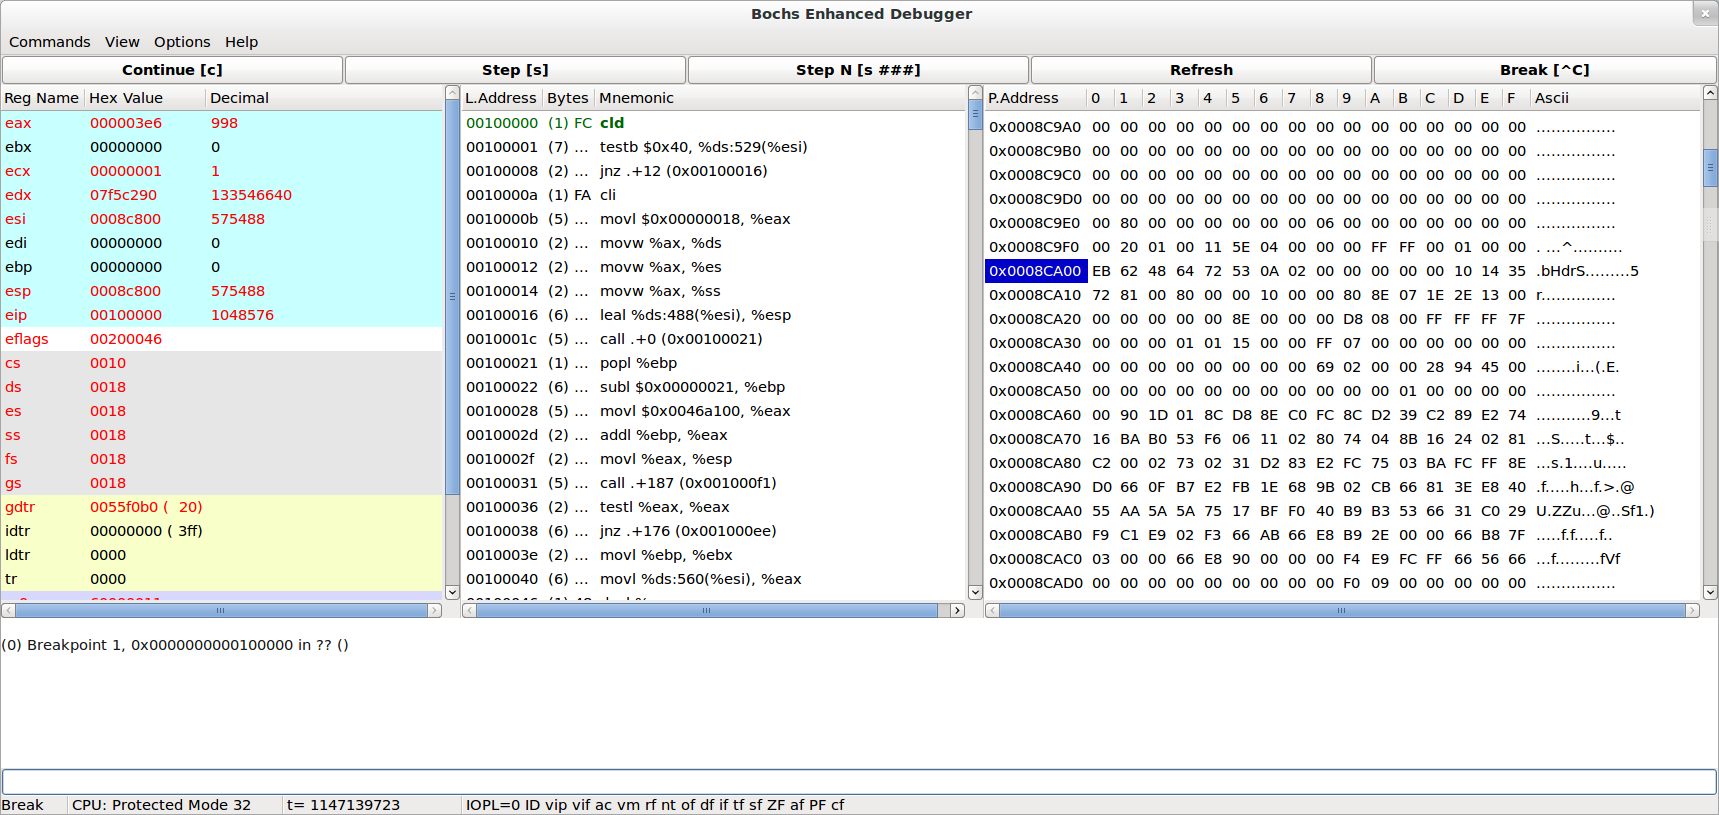 Bochs Enhanced Debugger
Commands View Options Help
Continue [c] Step [s] Step N [s ###] Refresh Break [^C]
Reg Name Hex Value Decimal
eax 000003e6 998
ebx 00000000 0
ecx 00000001 1
edx 07f5c290 133546640
esi 0008c800 575488
edi 00000000 0
ebp 00000000 0
esp 0008c800 575488
eip 00100000 1048576
eflags 00200046
cs 0010
ds 0018
es 0018
ss 0018
fs 0018
gs 0018
gdtr 0055f0b0 ( 20)
idtr 00000000 ( 3ff)
ldtr 0000
tr 0000
L.Address Bytes Mnemonic
00100000 (1) FC cld
00100001 (7) ... testb $0x40, %ds:529(%esi)
00100008 (2) ... jnz .+12 (0x00100016)
0010000a (1) FA cli
0010000b (5) ... movl $0x00000018, %eax
00100010 (2) ... movw %ax, %ds
00100012 (2) ... movw %ax, %es
00100014 (2) ... movw %ax, %ss
00100016 (6) ... leal %ds:488(%esi), %esp
0010001c (5) ... call .+0 (0x00100021)
00100021 (1) ... popl %ebp
00100022 (6) ... subl $0x00000021, %ebp
00100028 (5) ... movl $0x0046a100, %eax
0010002d (2) ... addl %ebp, %eax
0010002f (2) ... movl %eax, %esp
00100031 (5) ... call .+187 (0x001000f1)
00100036 (2) ... testl %eax, %eax
00100038 (6) ... jnz .+176 (0x001000ee)
0010003e (2) ... movl %ebp, %ebx
00100040 (6) ... movl %ds:560(%esi), %eax
P.Address 0 1 2 3 4 5 6 7 8 9 A B C D E F Ascii
0x0008C9A0 00 00 00 00 00 00 00 00 00 00 00 00 00 00 00 00 ................
0x0008C9B0 00 00 00 00 00 00 00 00 00 00 00 00 00 00 00 00 ................
0x0008C9C0 00 00 00 00 00 00 00 00 00 00 00 00 00 00 00 00 ................
0x0008C9D0 00 00 00 00 00 00 00 00 00 00 00 00 00 00 00 00 ................
0x0008C9E0 00 80 00 00 00 00 00 00 06 00 00 00 00 00 00 00 ................
0x0008C9F0 00 20 01 00 11 5E 04 00 00 00 FF FF 00 01 00 00 . ...^..........
0x0008CA00 EB 62 48 64 72 53 0A 02 00 00 00 00 00 10 14 35 .bHdrS.........5
0x0008CA10 72 81 00 80 00 00 10 00 00 80 8E 07 1E 2E 13 00 r...............
0x0008CA20 00 00 00 00 00 8E 00 00 00 D8 08 00 FF FF FF 7F ................
0x0008CA30 00 00 00 01 01 15 00 00 FF 07 00 00 00 00 00 00 ................
0x0008CA40 00 00 00 00 00 00 00 00 69 02 00 00 28 94 45 00 ........i...(.E.
0x0008CA50 00 00 00 00 00 00 00 00 00 00 00 01 00 00 00 00 ................
0x0008CA60 00 90 1D 01 8C D8 8E C0 FC 8C D2 39 C2 89 E2 74 ...........9...t
0x0008CA70 16 BA B0 53 F6 06 11 02 80 74 04 8B 16 24 02 81 ...S.....t...$..
0x0008CA80 C2 00 02 73 02 31 D2 83 E2 FC 75 03 BA FC FF 8E ...s.1....u.....
0x0008CA90 D0 66 0F B7 E2 FB 1E 68 9B 02 CB 66 81 3E E8 40 .f.....h...f.>.@
0x0008CAA0 55 AA 5A 5A 75 17 BF F0 40 B9 B3 53 66 31 C0 29 U.ZZu...@..Sf1.)
0x0008CAB0 F9 C1 E9 02 F3 66 AB 66 E8 B9 2E 00 00 66 B8 7F .....f.f.....f..
0x0008CAC0 03 00 00 66 E8 90 00 00 00 F4 E9 FC FF 66 56 66 ...f.........fVf
0x0008CAD0 00 00 00 00 00 00 00 00 F0 09 00 00 00 00 00 00 ................
(0) Breakpoint 1, 0x0000000000100000 in ?? ()
Break CPU: Protected Mode 32 t= 1147139723 IOPL=0 ID vip vif ac vm rf nt of df if tf sf ZF af PF cf